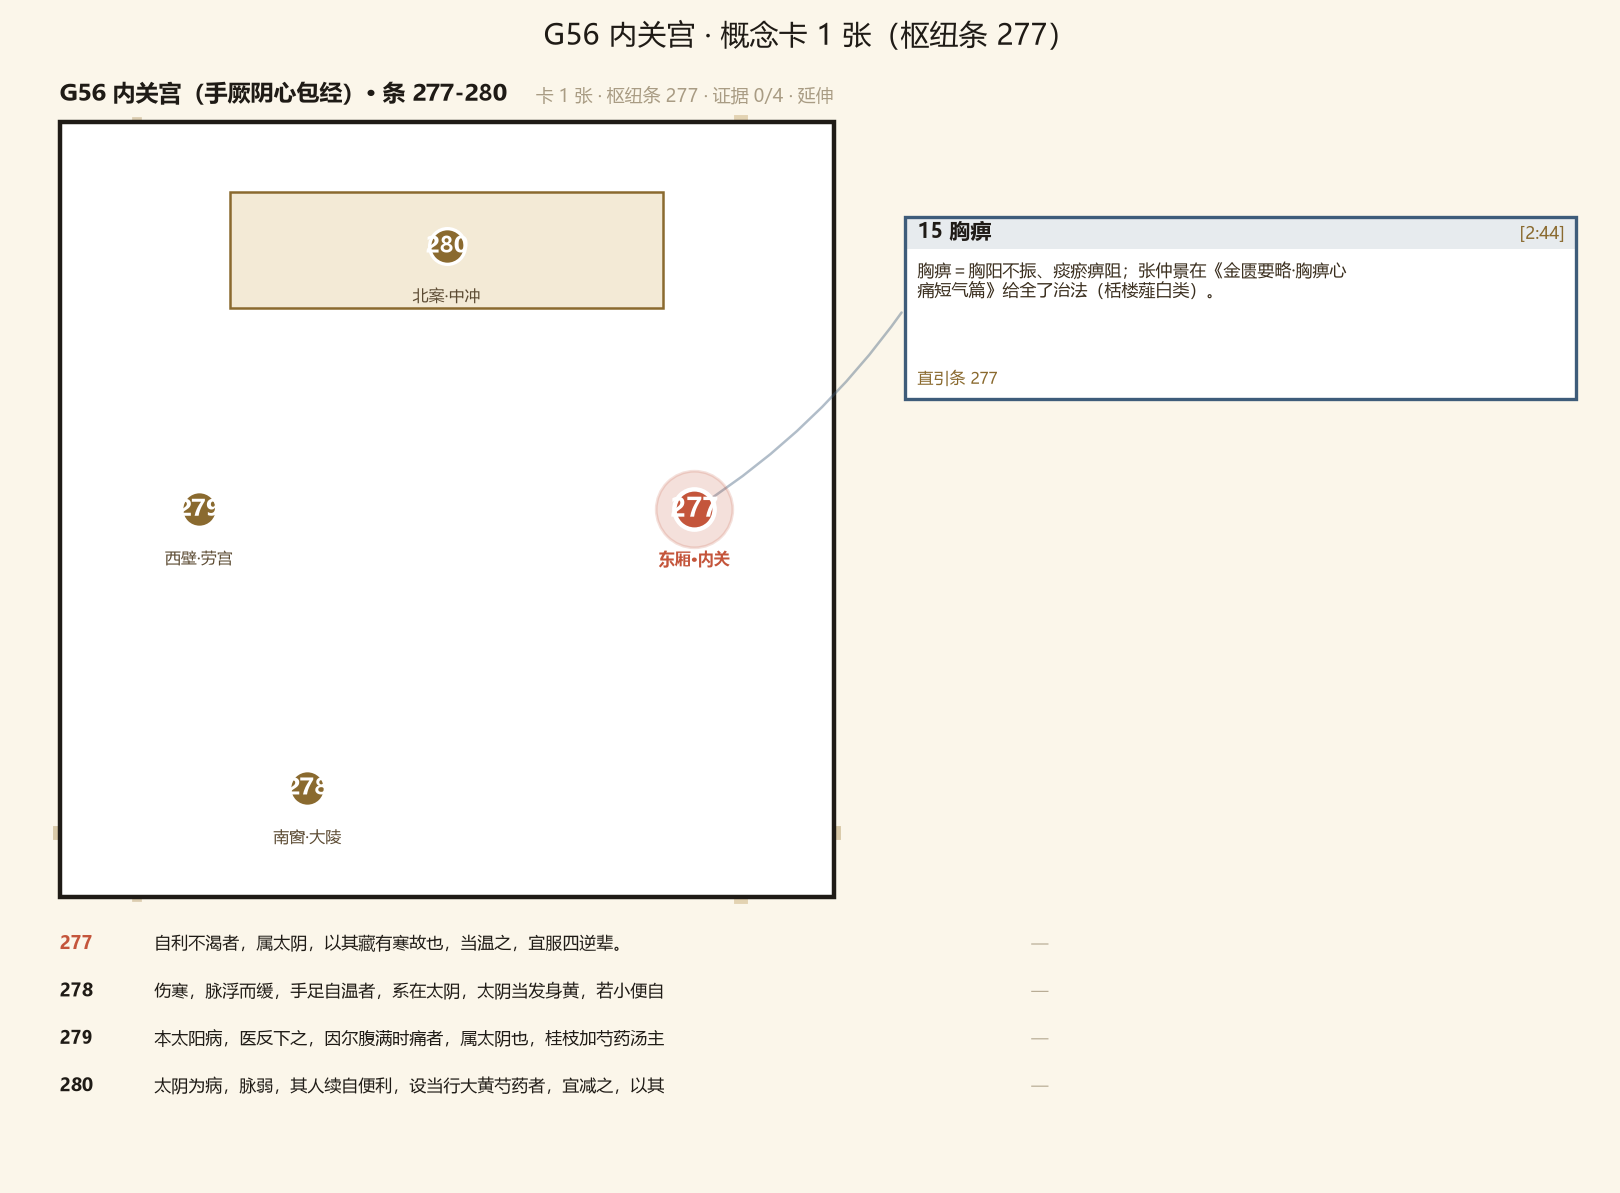 G56 内关宫 · 概念卡 1 张（枢纽条 277）
G56 内关宫（手厥阴心包经）• 条 277-280 卡 1 张 · 枢纽条 277 · 证据 0/4 · 延伸
280
北案·中冲
15 胸痹 [2:44]
胸痹＝胸阳不振、痰瘀痹阻；张仲景在《金匮要略·胸痹心
痛短气篇》给全了治法（栝楼薤白类）。
直引条 277
279
西壁·劳宫
277
东厢•内关
278
南窗·大陵
277 自利不渴者，属太阴，以其藏有寒故也，当温之，宜服四逆辈。 —
278 伤寒，脉浮而缓，手足自温者，系在太阴，太阴当发身黄，若小便自 —
279 本太阳病，医反下之，因尔腹满时痛者，属太阴也，桂枝加芍药汤主 —
280 太阴为病，脉弱，其人续自便利，设当行大黄芍药者，宜减之，以其 —